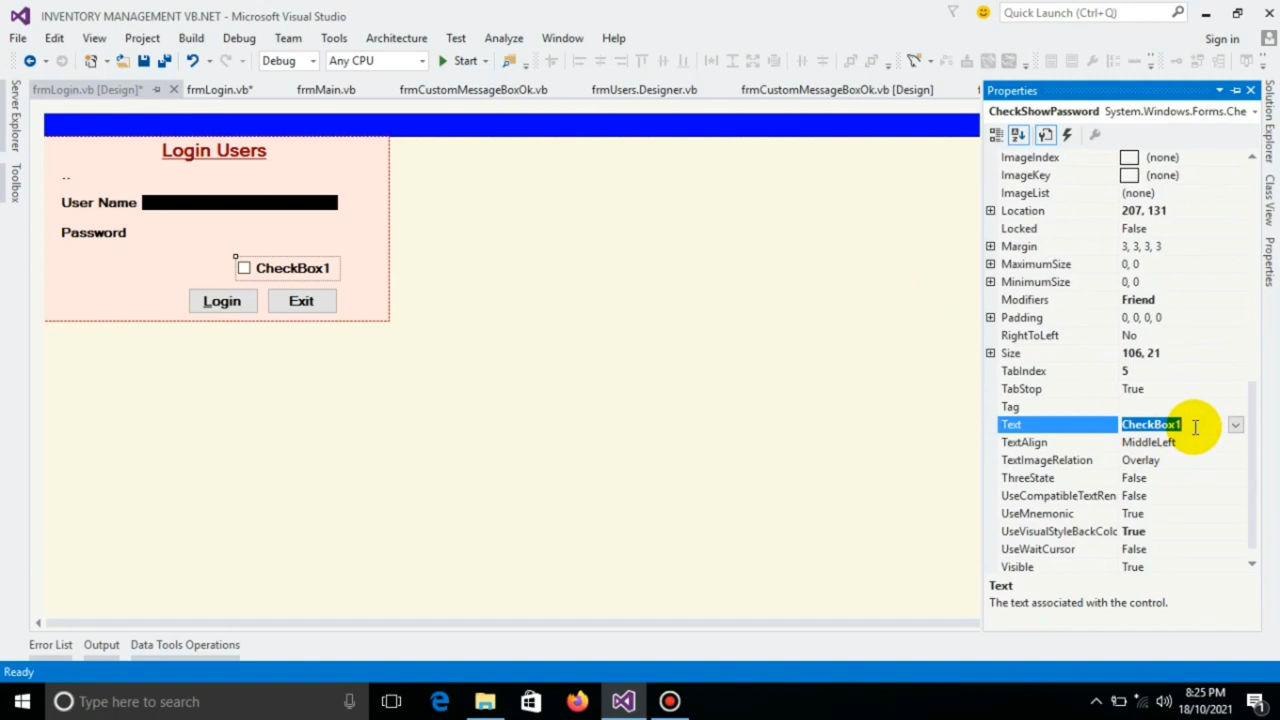 INVENTORY MANAGEMENT VB.NET - Microsoft Visual Studio
Quick Launch (Ctrl+Q)
File Edit View Project Build Debug Team Tools Architecture Test Analyze Window Help
Sign in
Debug Any CPU Start
frmLogin.vb [Design]* frmLogin.vb* frmMain.vb frmCustomMessageBoxOk.vb frmUsers.Designer.vb frmCustomMessageBoxOk.vb [Design]
Server Explorer
Toolbox
Login Users
..
User Name
Password
CheckBox1
Login Exit
Properties
CheckShowPassword System.Windows.Forms.Che
ImageIndex (none)
ImageKey (none)
ImageList (none)
Location 207, 131
Locked False
Margin 3, 3, 3, 3
MaximumSize 0, 0
MinimumSize 0, 0
Modifiers Friend
Padding 0, 0, 0, 0
RightToLeft No
Size 106, 21
TabIndex 5
TabStop True
Tag
Text CheckBox1
TextAlign MiddleLeft
TextImageRelation Overlay
ThreeState False
UseCompatibleTextRen False
UseMnemonic True
UseVisualStyleBackColo True
UseWaitCursor False
Visible True
Text
The text associated with the control.
Solution Explorer
Class View
Properties
Error List Output Data Tools Operations
Ready
Type here to search
8:25 PM
18/10/2021
1